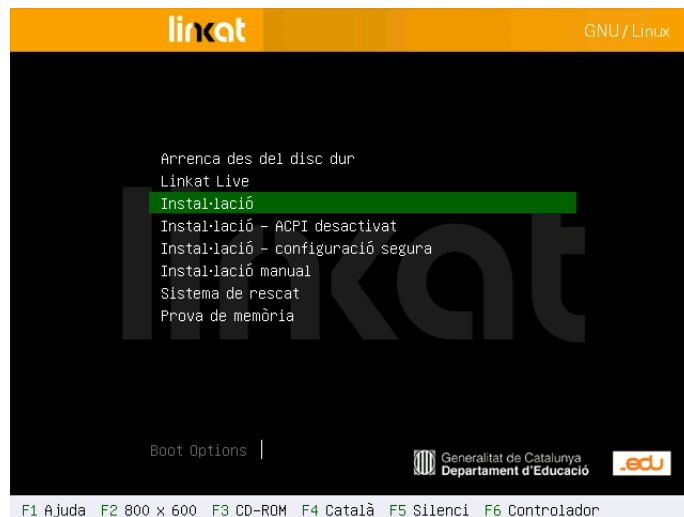 linkat
GNU / Linux
Arrenca des del disc dur
Linkat Live
Instal·lació
Instal·lació - ACPI desactivat
Instal·lació - configuració segura
Instal·lació manual
Sistema de rescat
Prova de memòria
linkat
Boot Options
Generalitat de Catalunya
Departament d'Educació
.edu
F1 Ajuda F2 800 x 600 F3 CD-ROM F4 Català F5 Silenci F6 Controlador